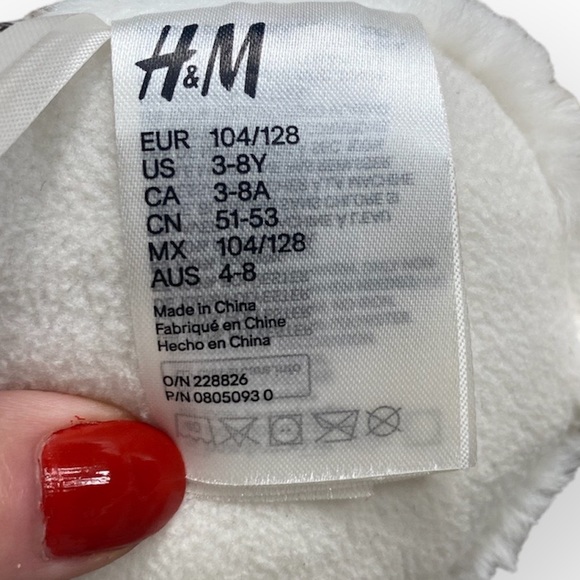 H&M
EUR 104/128
US 3-8Y
CA 3-8A
CN 51-53
MX 104/128
AUS 4-8
Made in China
Fabriqué en Chine
Hecho en China
O/N 228826
P/N 0805093 0